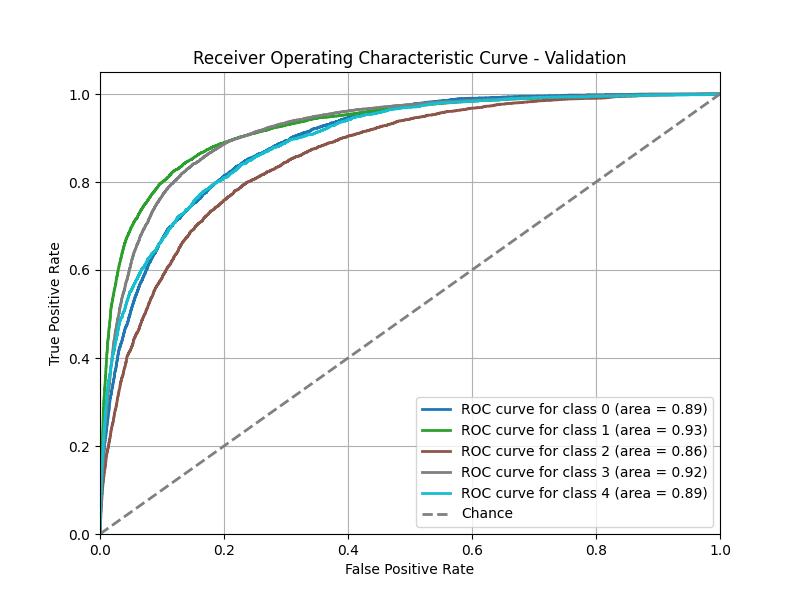 Receiver Operating Characteristic Curve - Validation
True Positive Rate
1.0
0.8
0.6
0.4
0.2
0.0
ROC curve for class 0 (area = 0.89)
ROC curve for class 1 (area = 0.93)
ROC curve for class 2 (area = 0.86)
ROC curve for class 3 (area = 0.92)
ROC curve for class 4 (area = 0.89)
Chance
0.0 0.2 0.4 0.6 0.8 1.0
False Positive Rate